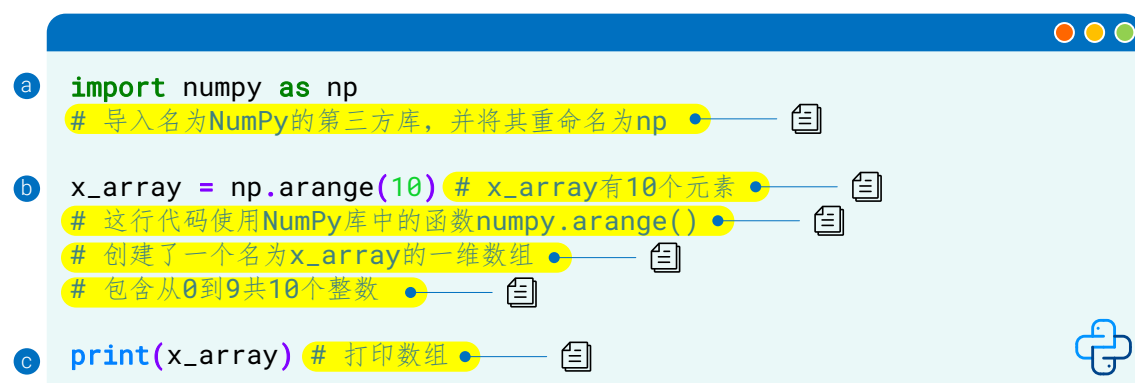 a import numpy as np
# 导入名为NumPy的第三方库，并将其重命名为np
b x_array = np.arange(10) # x_array有10个元素
# 这行代码使用NumPy库中的函数numpy.arange()
# 创建了一个名为x_array的一维数组
# 包含从0到9共10个整数
c print(x_array) # 打印数组